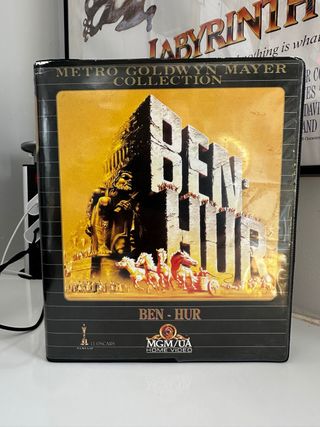 LABYRINTH
nothing is what
METRO GOLDWYN MAYER
COLLECTION
BEN-
HUR
BEN - HUR
11 OSCARS
MGM/UA
HOME VIDEO